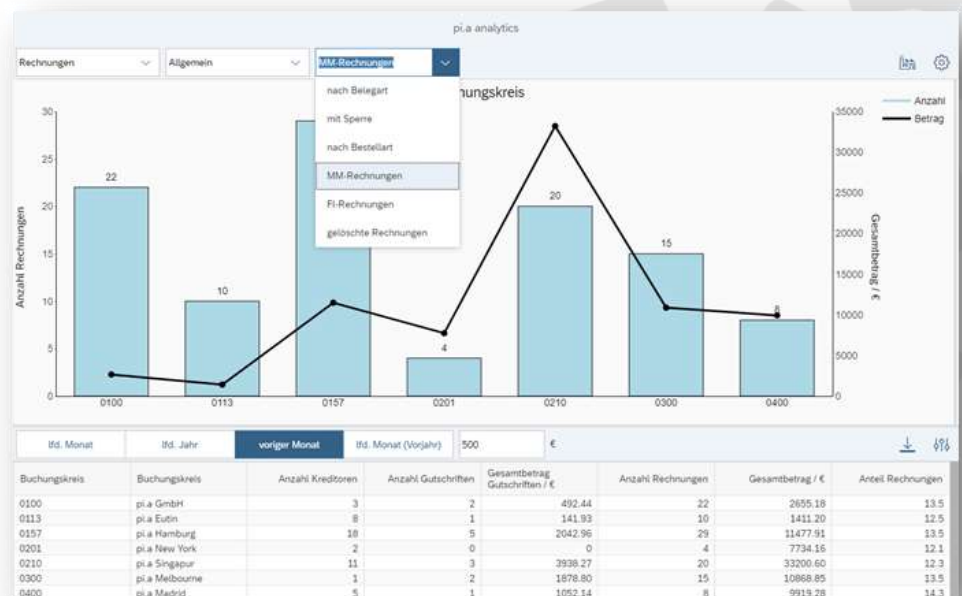 pi.a analytics
Rechnungen Allgemein MM-Rechnungen
nach Belegart
mit Sperre
nach Bestellart
MM-Rechnungen
FI-Rechnungen
gelöschte Rechnungen
Anzahl
Betrag
Anzahl Rechnungen
30
25
20
15
10
5
0
22
10
4
20
15
8
35000
30000
25000
20000
15000
10000
5000
0
Gesamtbetrag / €
0100 0113 0157 0201 0210 0300 0400
lfd. Monat lfd. Jahr voriger Monat lfd. Monat (Vorjahr) 500 €
Buchungskreis Buchungskreis Anzahl Kreditoren Anzahl Gutschriften Gesamtbetrag Gutschriften / € Anzahl Rechnungen Gesamtbetrag / € Anteil Rechnungen
0100 pi.a GmbH 3 2 492.44 22 2655.18 13.5
0113 pi.a Eutin 8 1 141.93 10 1411.20 12.5
0157 pi.a Hamburg 18 5 2042.96 29 11477.91 13.5
0201 pi.a New York 2 0 0 4 7734.16 12.1
0210 pi.a Singapur 11 3 3938.27 20 33200.60 12.3
0300 pi.a Melbourne 1 2 1878.80 15 10868.85 13.5
0400 pi.a Madrid 5 1 1052.14 8 9919.28 14.3